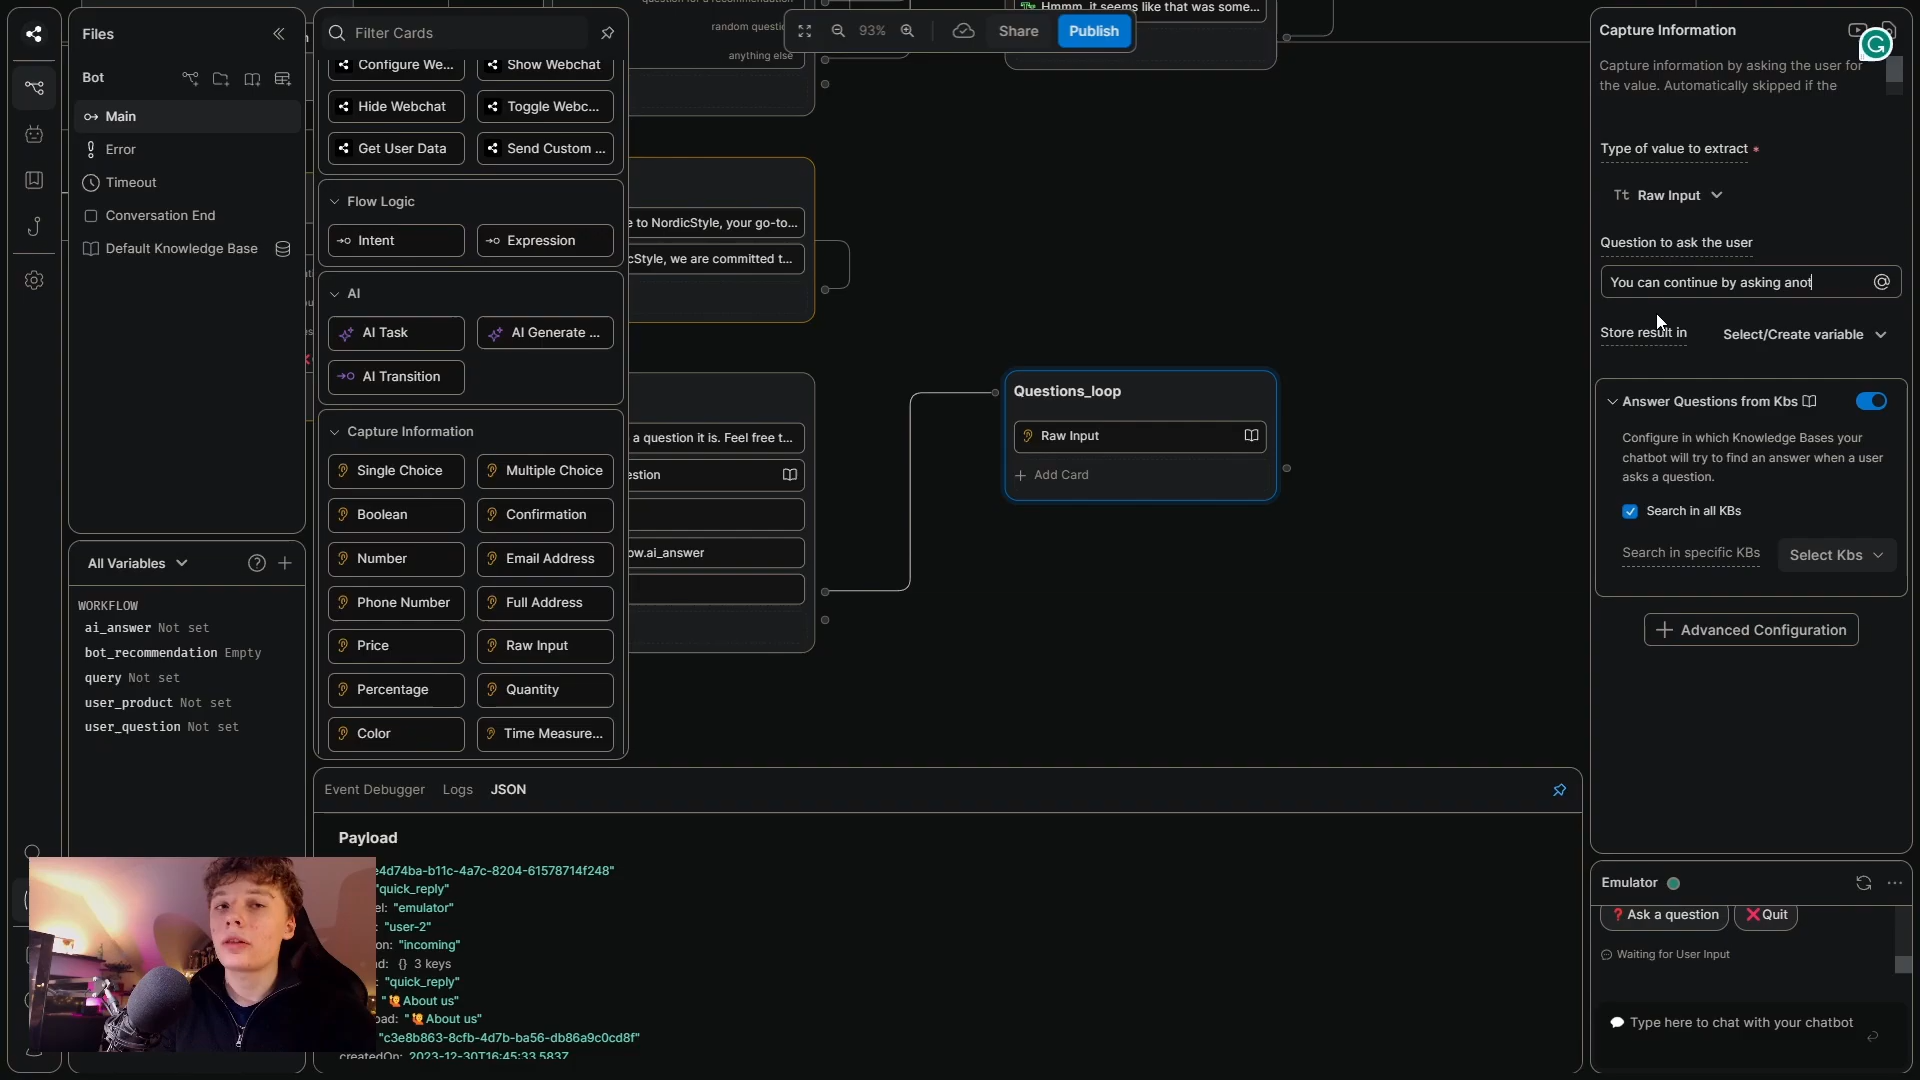 Files
Bot
Main
Error
Timeout
Conversation End
Default Knowledge Base
All Variables
WORKFLOW
ai_answer Not set
bot_recommendation Empty
query Not set
user_product Not set
user_question Not set
Filter Cards
Configure We...
Show Webchat
Hide Webchat
Toggle Webc...
Get User Data
Send Custom ...
Flow Logic
Intent
Expression
AI
AI Task
AI Generate ...
AI Transition
Capture Information
Single Choice
Multiple Choice
Boolean
Confirmation
Number
Email Address
Phone Number
Full Address
Price
Raw Input
Percentage
Quantity
Color
Time Measure...
question for a recommendation
random questio
anything else
93%
Share
Publish
Hmmm, it seems like that was some...
e to NordicStyle, your go-to...
cStyle, we are committed t...
a question it is. Feel free t...
estion
ow.ai_answer
Questions_loop
Raw Input
Add Card
Event Debugger
Logs
JSON
Payload
e4d74ba-b11c-4a7c-8204-61578714f248"
"quick_reply"
el: "emulator"
: "user-2"
on: "incoming"
d: {} 3 keys
: "quick_reply"
"🙋About us"
oad: "🙋About us"
"c3e8b863-8cfb-4d7b-ba56-db86a9c0cd8f"
createdOn: 2023-12-30T16:45:33.583Z
Capture Information
Capture information by asking the user for
the value. Automatically skipped if the
Type of value to extract *
Tt Raw Input
Question to ask the user
You can continue by asking anot
@
Store result in
Select/Create variable
Answer Questions from Kbs
Configure in which Knowledge Bases your
chatbot will try to find an answer when a user
asks a question.
Search in all KBs
Search in specific KBs
Select Kbs
Advanced Configuration
Emulator
❓Ask a question
❌Quit
Waiting for User Input
Type here to chat with your chatbot